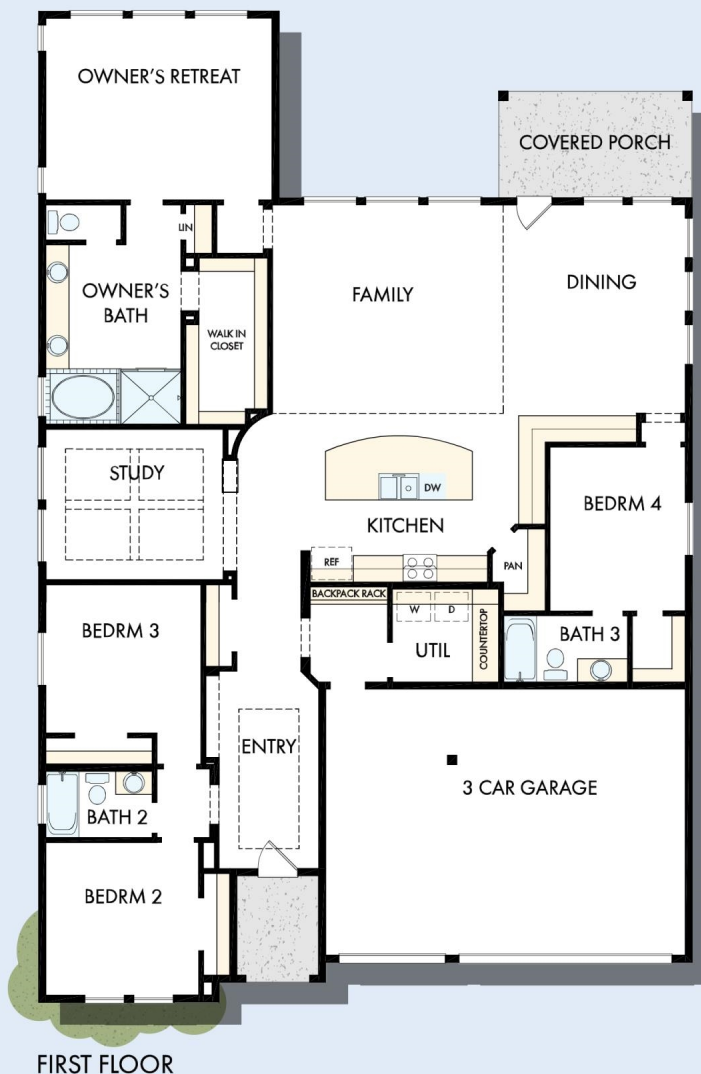 OWNER'S RETREAT
COVERED PORCH
LIN
OWNER'S
BATH
FAMILY
DINING
WALK IN
CLOSET
STUDY
DW
BEDRM 4
KITCHEN
REF
PAN
BACKPACK RACK
W
D
COUNTERTOP
UTIL
BATH 3
BEDRM 3
ENTRY
3 CAR GARAGE
BATH 2
BEDRM 2
FIRST FLOOR